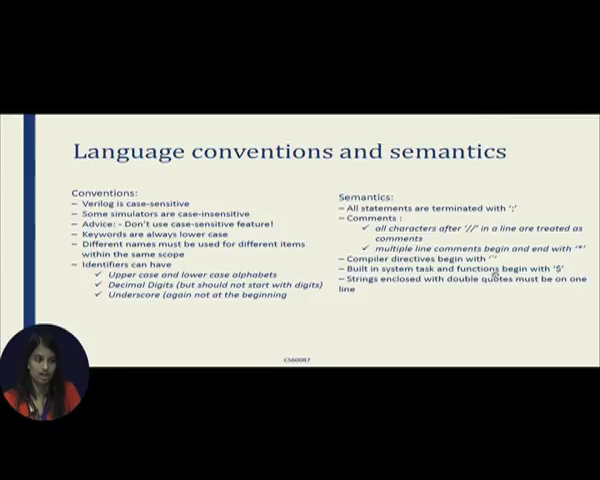 Language conventions and semantics
Conventions:
– Verilog is case-sensitive
– Some simulators are case-insensitive
– Advice: - Don't use case-sensitive feature!
– Keywords are always lower case
– Different names must be used for different items
within the same scope
– Identifiers can have
✓ Upper case and lower case alphabets
✓ Decimal Digits (but should not start with digits)
✓ Underscore (again not at the beginning
Semantics:
– All statements are terminated with ';'
– Comments :
✓ all characters after '//' in a line are treated as
comments
✓ multiple line comments begin and end with '*'
– Compiler directives begin with '`'
– Built in system task and functions begin with '$'
– Strings enclosed with double quotes must be on one
line
CS60087